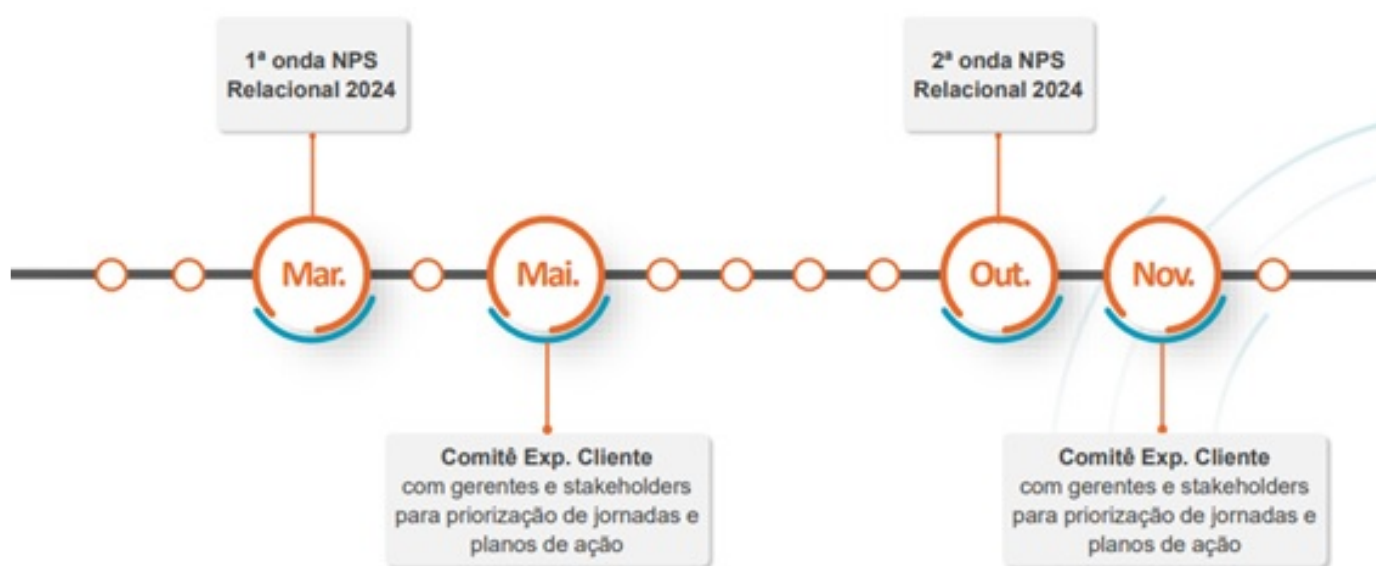 1ª onda NPS
Relacional 2024
2ª onda NPS
Relacional 2024
Mar.
Mai.
Out.
Nov.
Comitê Exp. Cliente
com gerentes e stakeholders
para priorização de jornadas e
planos de ação
Comitê Exp. Cliente
com gerentes e stakeholders
para priorização de jornadas e
planos de ação